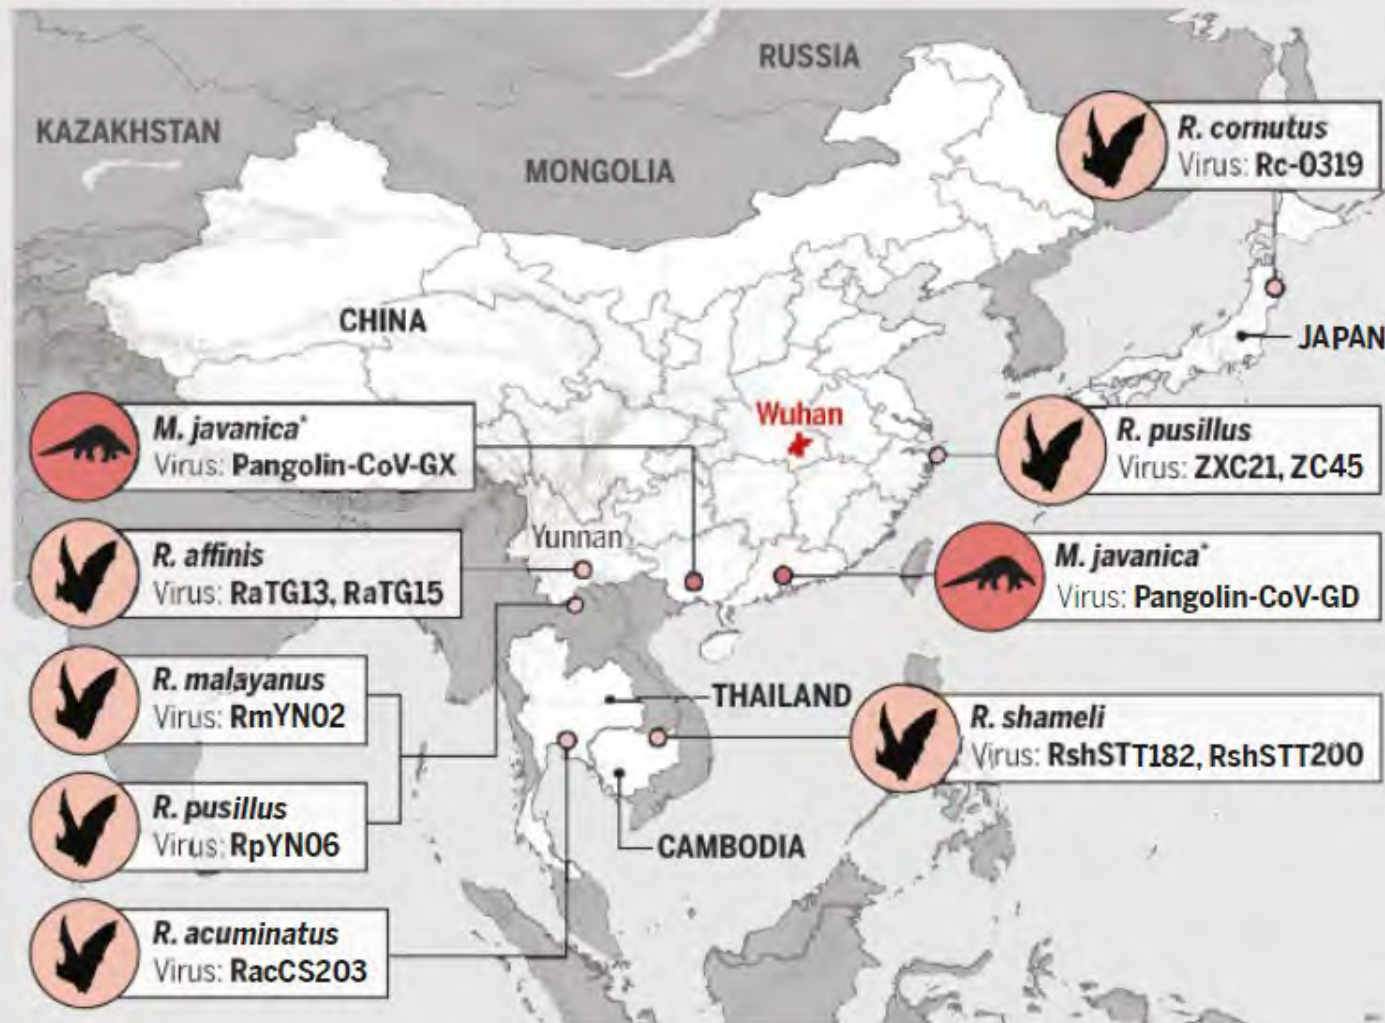 RUSSIA
KAZAKHSTAN
MONGOLIA
R. cornutus
Virus: Rc-0319
CHINA
JAPAN
M. javanica*
Virus: Pangolin-CoV-GX
Wuhan
R. pusillus
Virus: ZXC21, ZC45
Yunnan
R. affinis
Virus: RaTG13, RaTG15
M. javanica*
Virus: Pangolin-CoV-GD
R. malayanus
Virus: RmYN02
THAILAND
R. shameli
Virus: RshSTT182, RshSTT200
R. pusillus
Virus: RpYN06
CAMBODIA
R. acuminatus
Virus: RacCS203